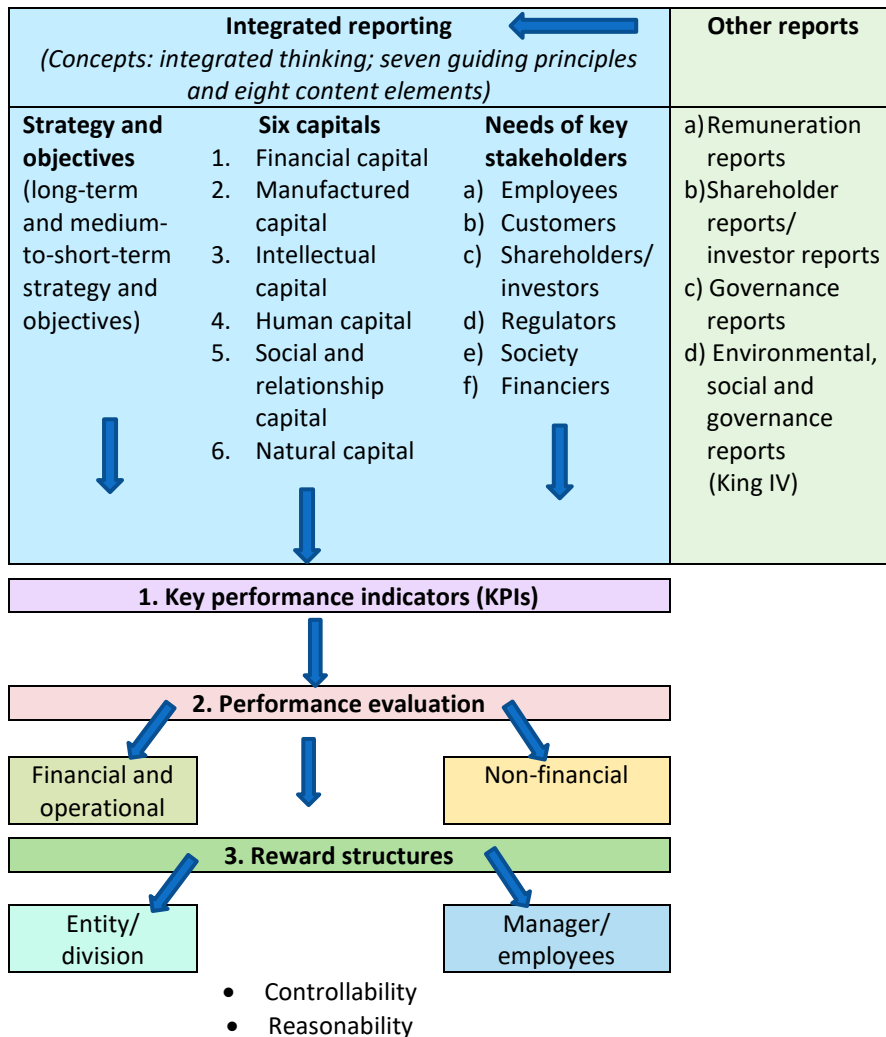 Integrated reporting
(Concepts: integrated thinking; seven guiding principles
and eight content elements)
Other reports
Strategy and
objectives
(long-term
and medium-
to-short-term
strategy and
objectives)
Six capitals
1. Financial capital
2. Manufactured
capital
3. Intellectual
capital
4. Human capital
5. Social and
relationship
capital
6. Natural capital
Needs of key
stakeholders
a) Employees
b) Customers
c) Shareholders/
investors
d) Regulators
e) Society
f) Financiers
a) Remuneration
reports
b) Shareholder
reports/
investor reports
c) Governance
reports
d) Environmental,
social and
governance
reports
(King IV)
1. Key performance indicators (KPIs)
2. Performance evaluation
Financial and
operational
Non-financial
3. Reward structures
Entity/
division
Manager/
employees
• Controllability
• Reasonability